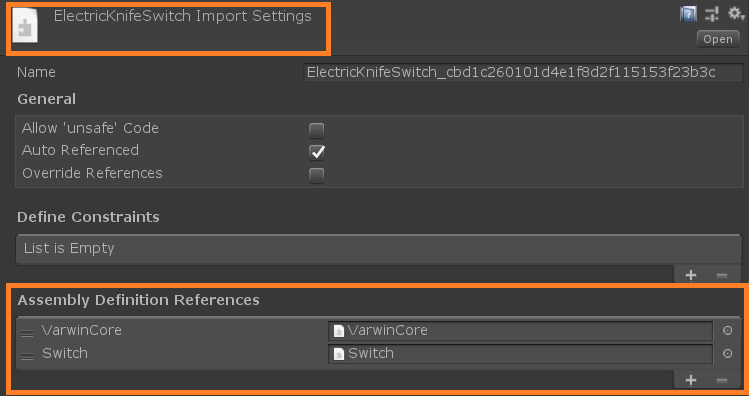 ElectricKnifeSwitch Import Settings
Open
Name ElectricKnifeSwitch_cbd1c260101d4e1f8d2f115153f23b3c
General
Allow 'unsafe' Code
Auto Referenced
Override References
Define Constraints
List is Empty
Assembly Definition References
VarwinCore VarwinCore
Switch Switch